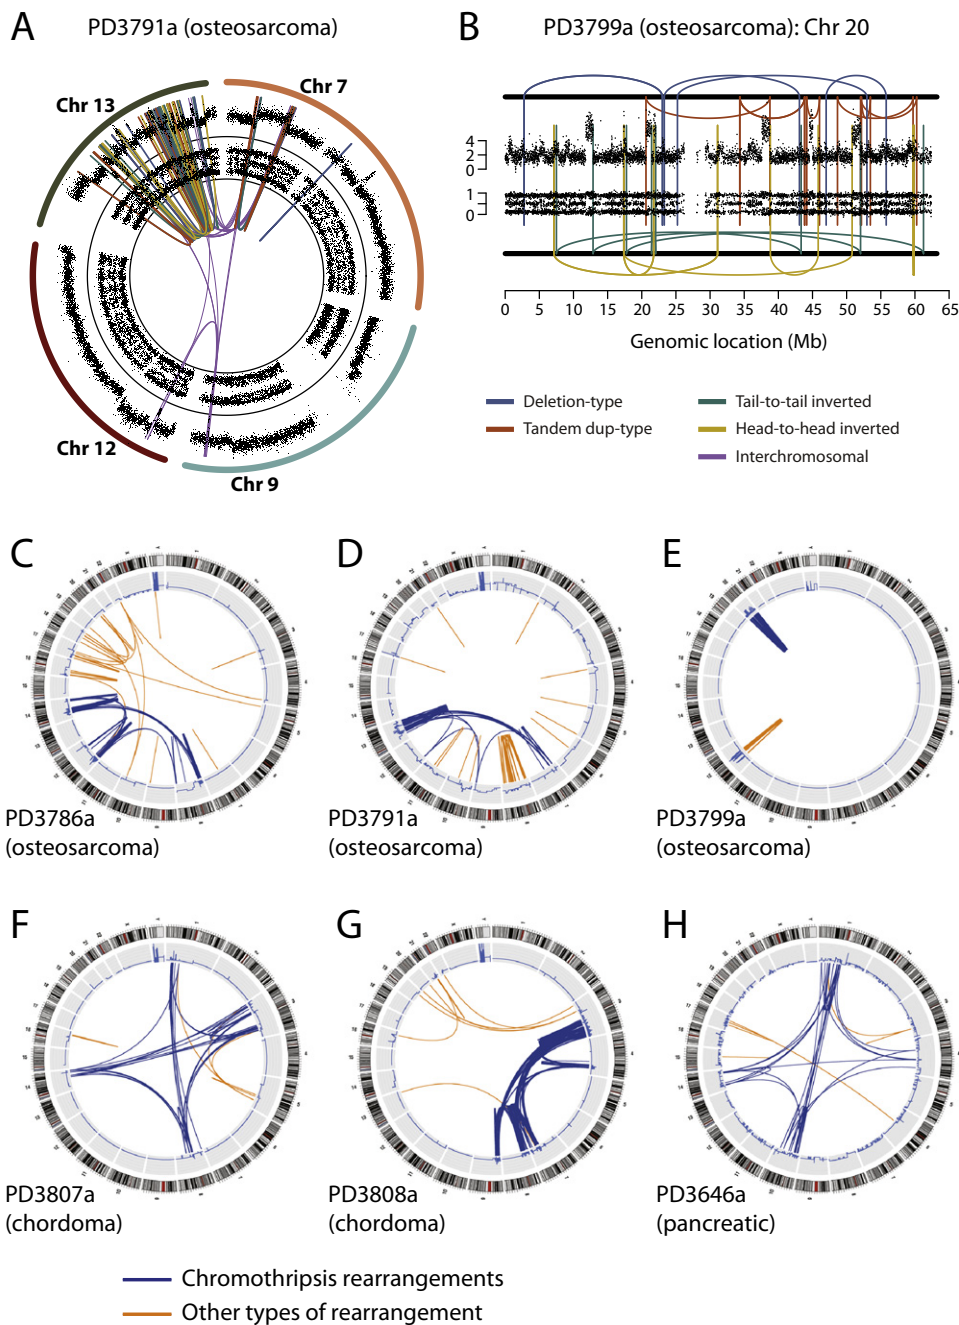 A
PD3791a (osteosarcoma)
Chr 13
Chr 7
Chr 12
Chr 9
B
PD3799a (osteosarcoma): Chr 20
4
2
0
1
0
0 5 10 15 20 25 30 35 40 45 50 55 60 65
Genomic location (Mb)
Deletion-type
Tandem dup-type
Tail-to-tail inverted
Head-to-head inverted
Interchromosomal
C
PD3786a
(osteosarcoma)
D
PD3791a
(osteosarcoma)
E
PD3799a
(osteosarcoma)
F
PD3807a
(chordoma)
G
PD3808a
(chordoma)
H
PD3646a
(pancreatic)
Chromothripsis rearrangements
Other types of rearrangement